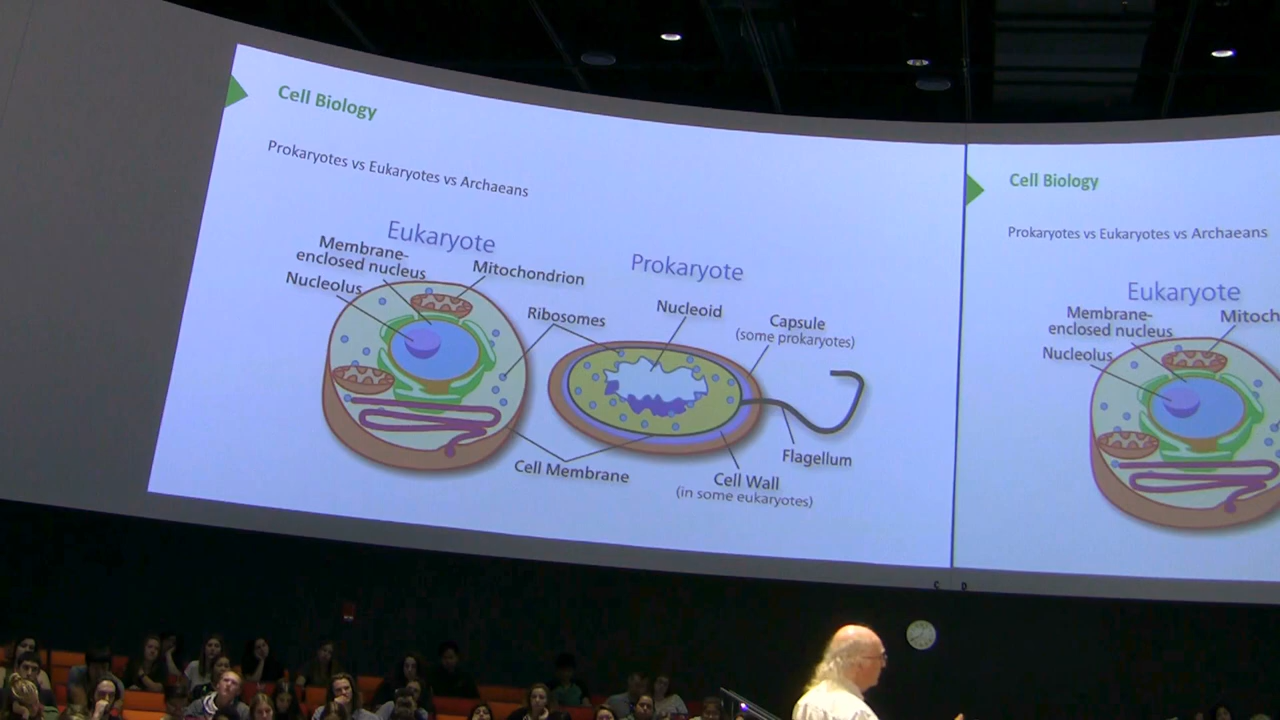 Cell Biology
Prokaryotes vs Eukaryotes vs Archaeans
Eukaryote
Membrane-
enclosed nucleus
Nucleolus
Mitochondrion
Ribosomes
Prokaryote
Nucleoid
Capsule
(some prokaryotes)
Cell Membrane
Flagellum
Cell Wall
(in some eukaryotes)
Cell Biology
Prokaryotes vs Eukaryotes vs Archaeans
Eukaryote
Membrane-
enclosed nucleus
Nucleolus
Mitoch
C D